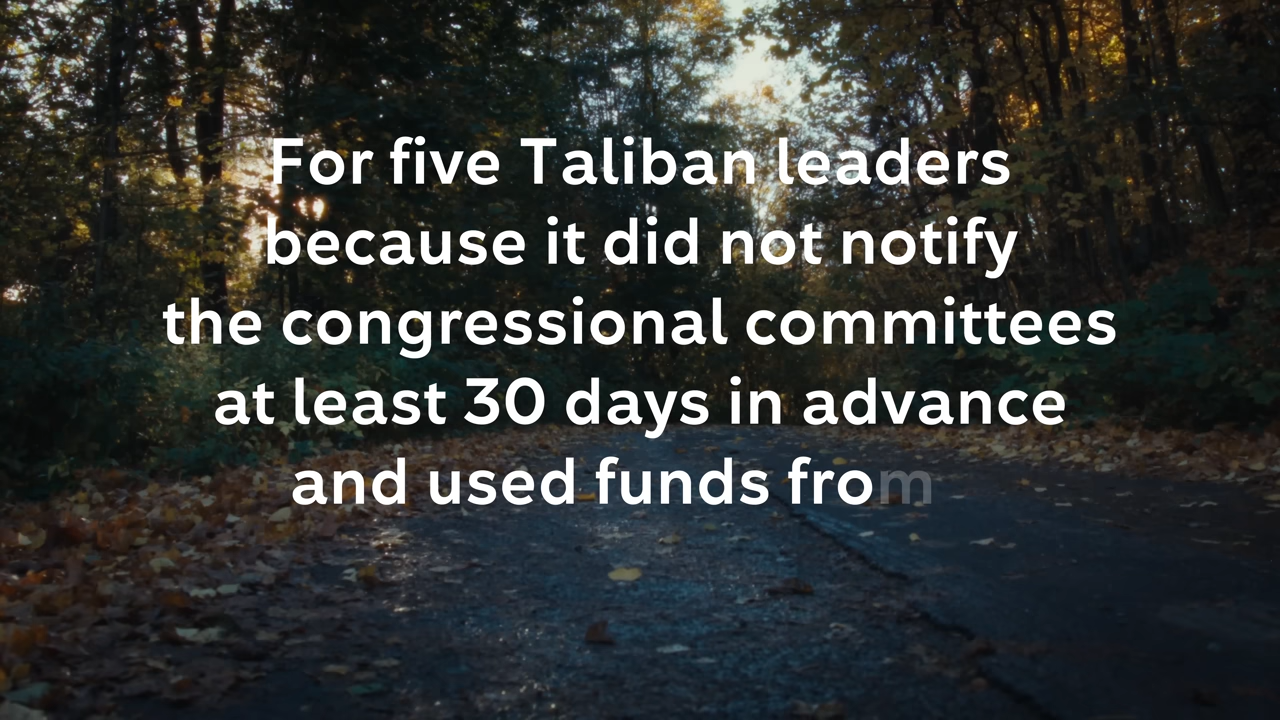 For five Taliban leaders
because it did not notify
the congressional committees
at least 30 days in advance
and used funds from